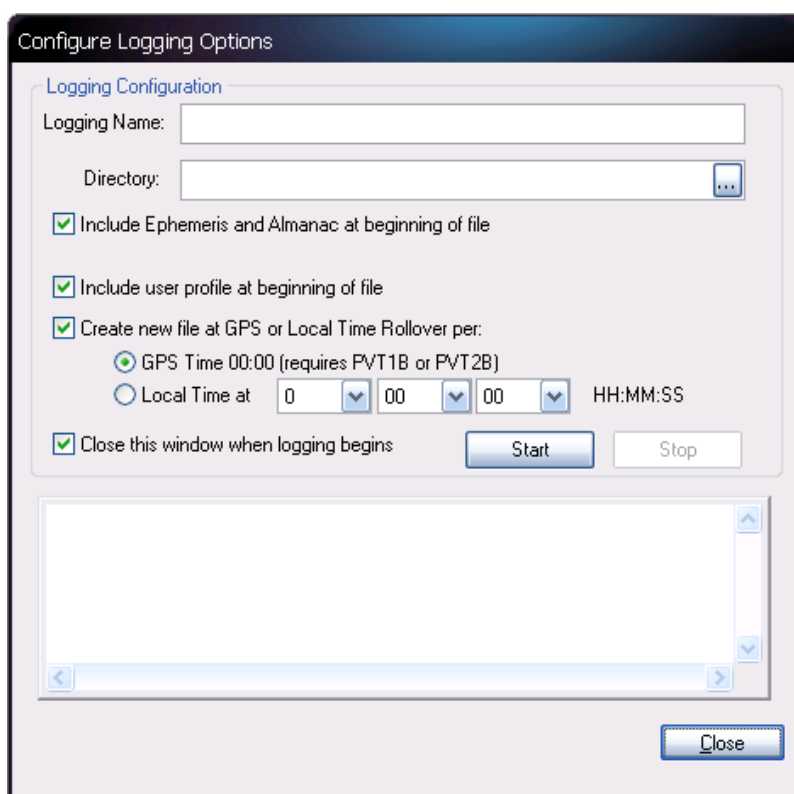 Configure Logging Options
Logging Configuration
Logging Name:
Directory: ...
Include Ephemeris and Almanac at beginning of file
Include user profile at beginning of file
Create new file at GPS or Local Time Rollover per:
GPS Time 00:00 (requires PVT1B or PVT2B)
Local Time at 0 00 00 HH:MM:SS
Close this window when logging begins Start Stop
Close